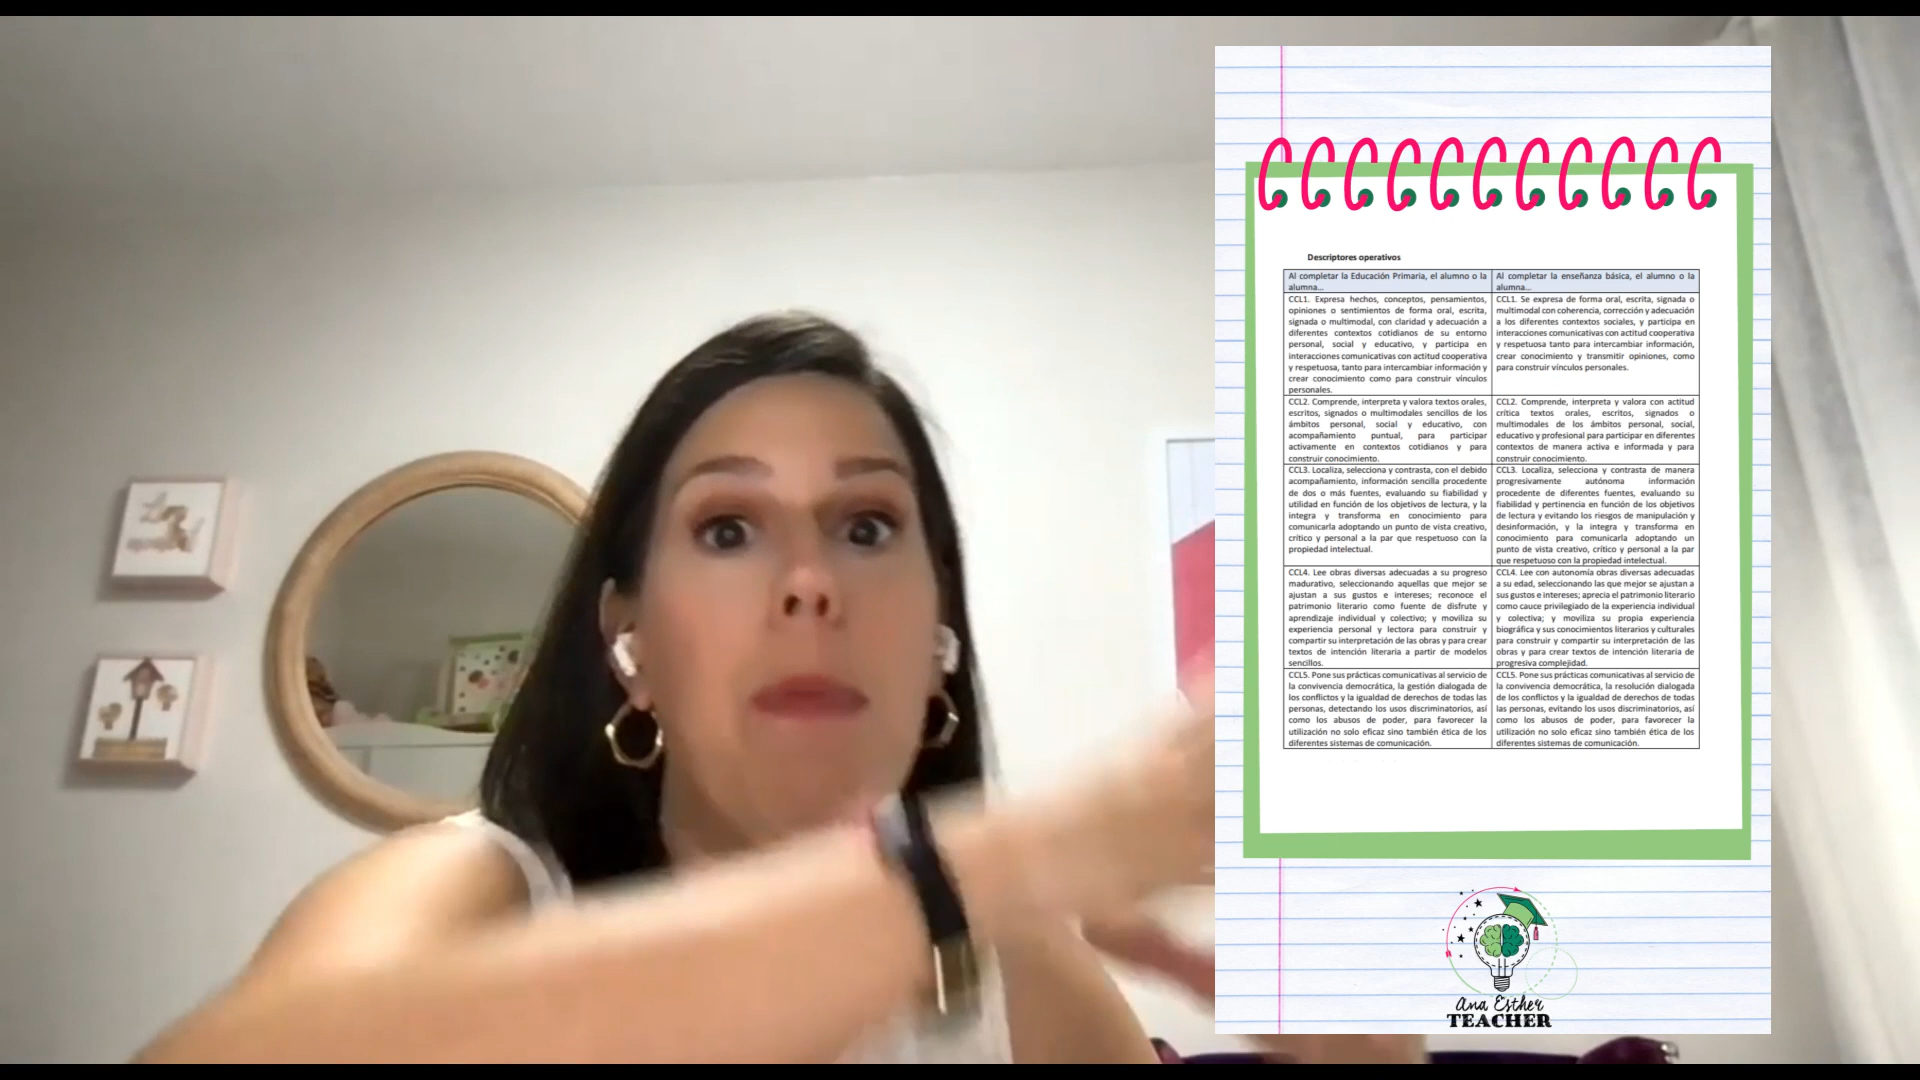 Descriptores operativos
Al completar la Educación Primaria, el alumno o la
alumna...
CCL1. Expresa hechos, conceptos, pensamientos,
opiniones o sentimientos de forma oral, escrita,
signada o multimodal, con claridad y adecuación a
diferentes contextos cotidianos de su entorno
personal, social y educativo, y participa en
interacciones comunicativas con actitud cooperativa
y respetuosa, tanto para intercambiar información y
crear conocimiento como para construir vínculos
personales.
CCL2. Comprende, interpreta y valora textos orales,
escritos, signados o multimodales sencillos de los
ámbitos personal, social y educativo, con
acompañamiento puntual, para participar
activamente en contextos cotidianos y para
construir conocimiento.
CCL3. Localiza, selecciona y contrasta, con el debido
acompañamiento, información sencilla procedente
de dos o más fuentes, evaluando su fiabilidad y
utilidad en función de los objetivos de lectura, y la
integra y transforma en conocimiento para
comunicarla adoptando un punto de vista creativo,
crítico y personal a la par que respetuoso con la
propiedad intelectual.
CCL4. Lee obras diversas adecuadas a su progreso
madurativo, seleccionando aquellas que mejor se
ajustan a sus gustos e intereses; reconoce el
patrimonio literario como fuente de disfrute y
aprendizaje individual y colectivo; y moviliza su
experiencia personal y lectora para construir y
compartir su interpretación de las obras y para crear
textos de intención literaria a partir de modelos
sencillos.
CCL5. Pone sus prácticas comunicativas al servicio de
la convivencia democrática, la gestión dialogada de
los conflictos y la igualdad de derechos de todas las
personas, detectando los usos discriminatorios, así
como los abusos de poder, para favorecer la
utilización no solo eficaz sino también ética de los
diferentes sistemas de comunicación.
Al completar la enseñanza básica, el alumno o la
alumna...
CCL1. Se expresa de forma oral, escrita, signada o
multimodal con coherencia, corrección y adecuación
a los diferentes contextos sociales, y participa en
interacciones comunicativas con actitud cooperativa
y respetuosa tanto para intercambiar información,
crear conocimiento y transmitir opiniones, como
para construir vínculos personales.
CCL2. Comprende, interpreta y valora con actitud
crítica textos orales, escritos, signados o
multimodales de los ámbitos personal, social,
educativo y profesional para participar en diferentes
contextos de manera activa e informada y para
construir conocimiento.
CCL3. Localiza, selecciona y contrasta de manera
progresivamente autónoma información
procedente de diferentes fuentes, evaluando su
fiabilidad y pertinencia en función de los objetivos
de lectura y evitando los riesgos de manipulación y
desinformación, y la integra y transforma en
conocimiento para comunicarla adoptando un
punto de vista creativo, crítico y personal a la par
que respetuoso con la propiedad intelectual.
CCL4. Lee con autonomía obras diversas adecuadas
a su edad, seleccionando las que mejor se ajustan a
sus gustos e intereses; aprecia el patrimonio literario
como cauce privilegiado de la experiencia individual
y colectiva; y moviliza su propia experiencia
biográfica y sus conocimientos literarios y culturales
para construir y compartir su interpretación de las
obras y para crear textos de intención literaria de
progresiva complejidad.
CCL5. Pone sus prácticas comunicativas al servicio de
la convivencia democrática, la resolución dialogada
de los conflictos y la igualdad de derechos de todas
las personas, evitando los usos discriminatorios, así
como los abusos de poder, para favorecer la
utilización no solo eficaz sino también ética de los
diferentes sistemas de comunicación.
Ana Esther
TEACHER